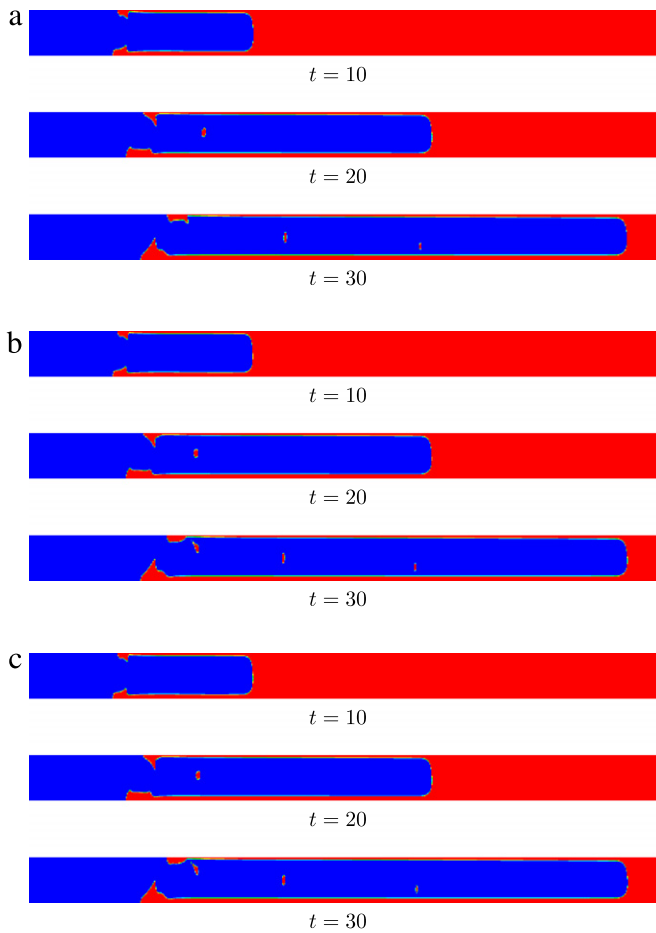 a
t = 10
t = 20
t = 30
b
t = 10
t = 20
t = 30
c
t = 10
t = 20
t = 30